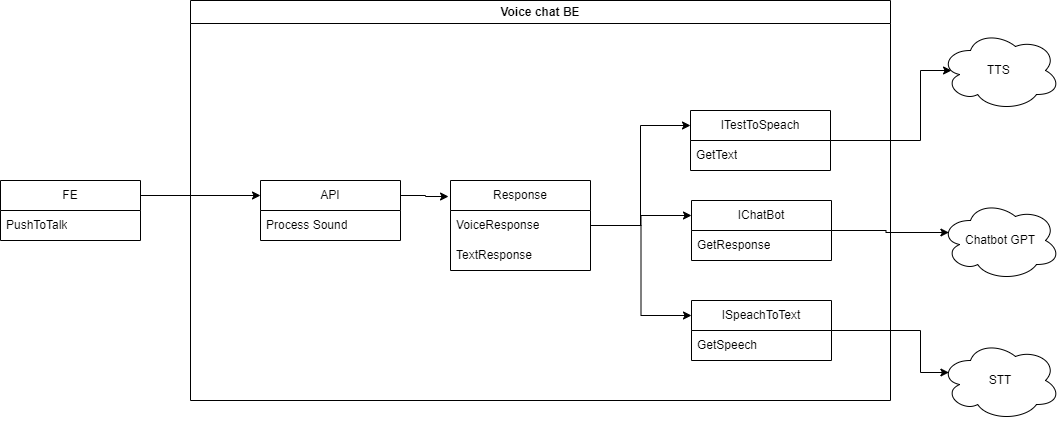 Voice chat BE
FE
PushToTalk
API
Process Sound
Response
VoiceResponse
TextResponse
ITestToSpeach
GetText
IChatBot
GetResponse
ISpeachToText
GetSpeech
TTS
Chatbot GPT
STT